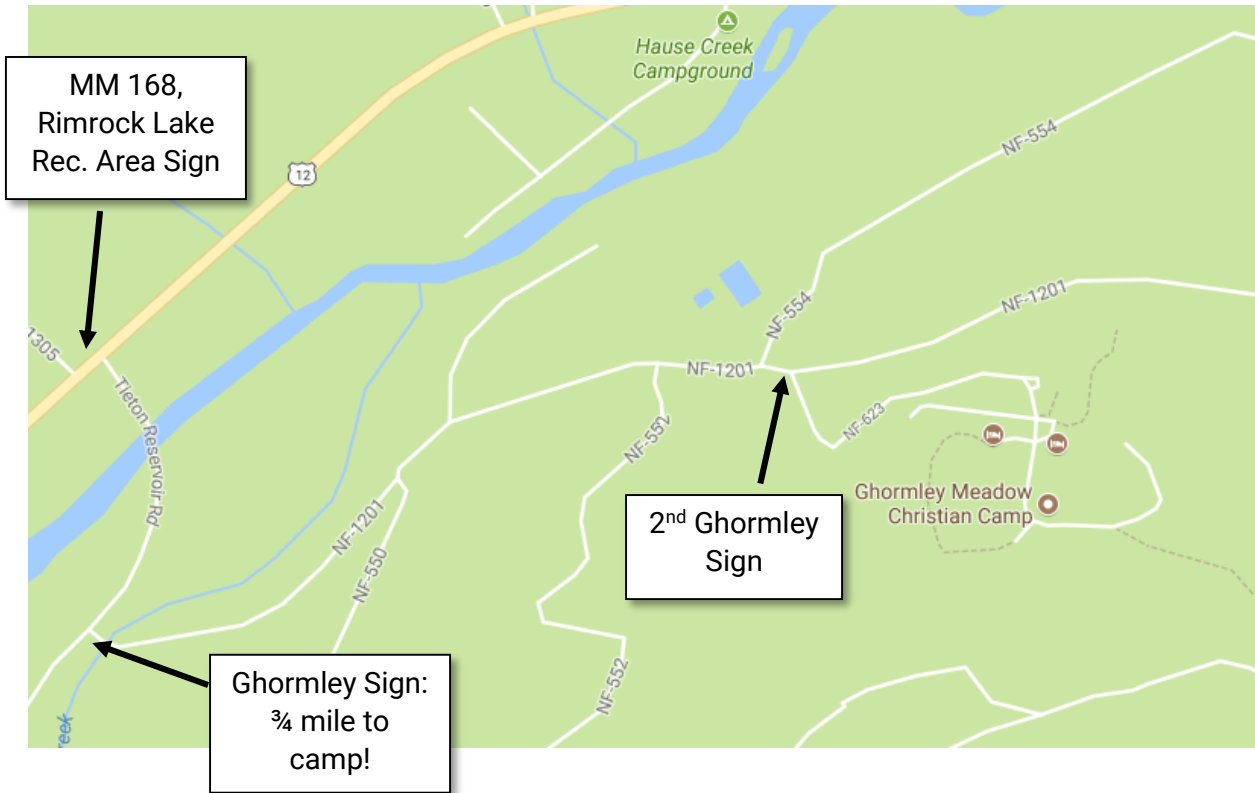 Hause Creek
Campground
MM 168,
Rimrock Lake
Rec. Area Sign
12
NF-554
1305
Tieton Reservoir Rd
NF-554
NF-1201
NF-1201
NF-552
NF-623
Ghormley Meadow
Christian Camp
2nd Ghormley
Sign
NF-1201
NF-550
NF-552
Ghormley Sign:
¾ mile to
camp!
reek